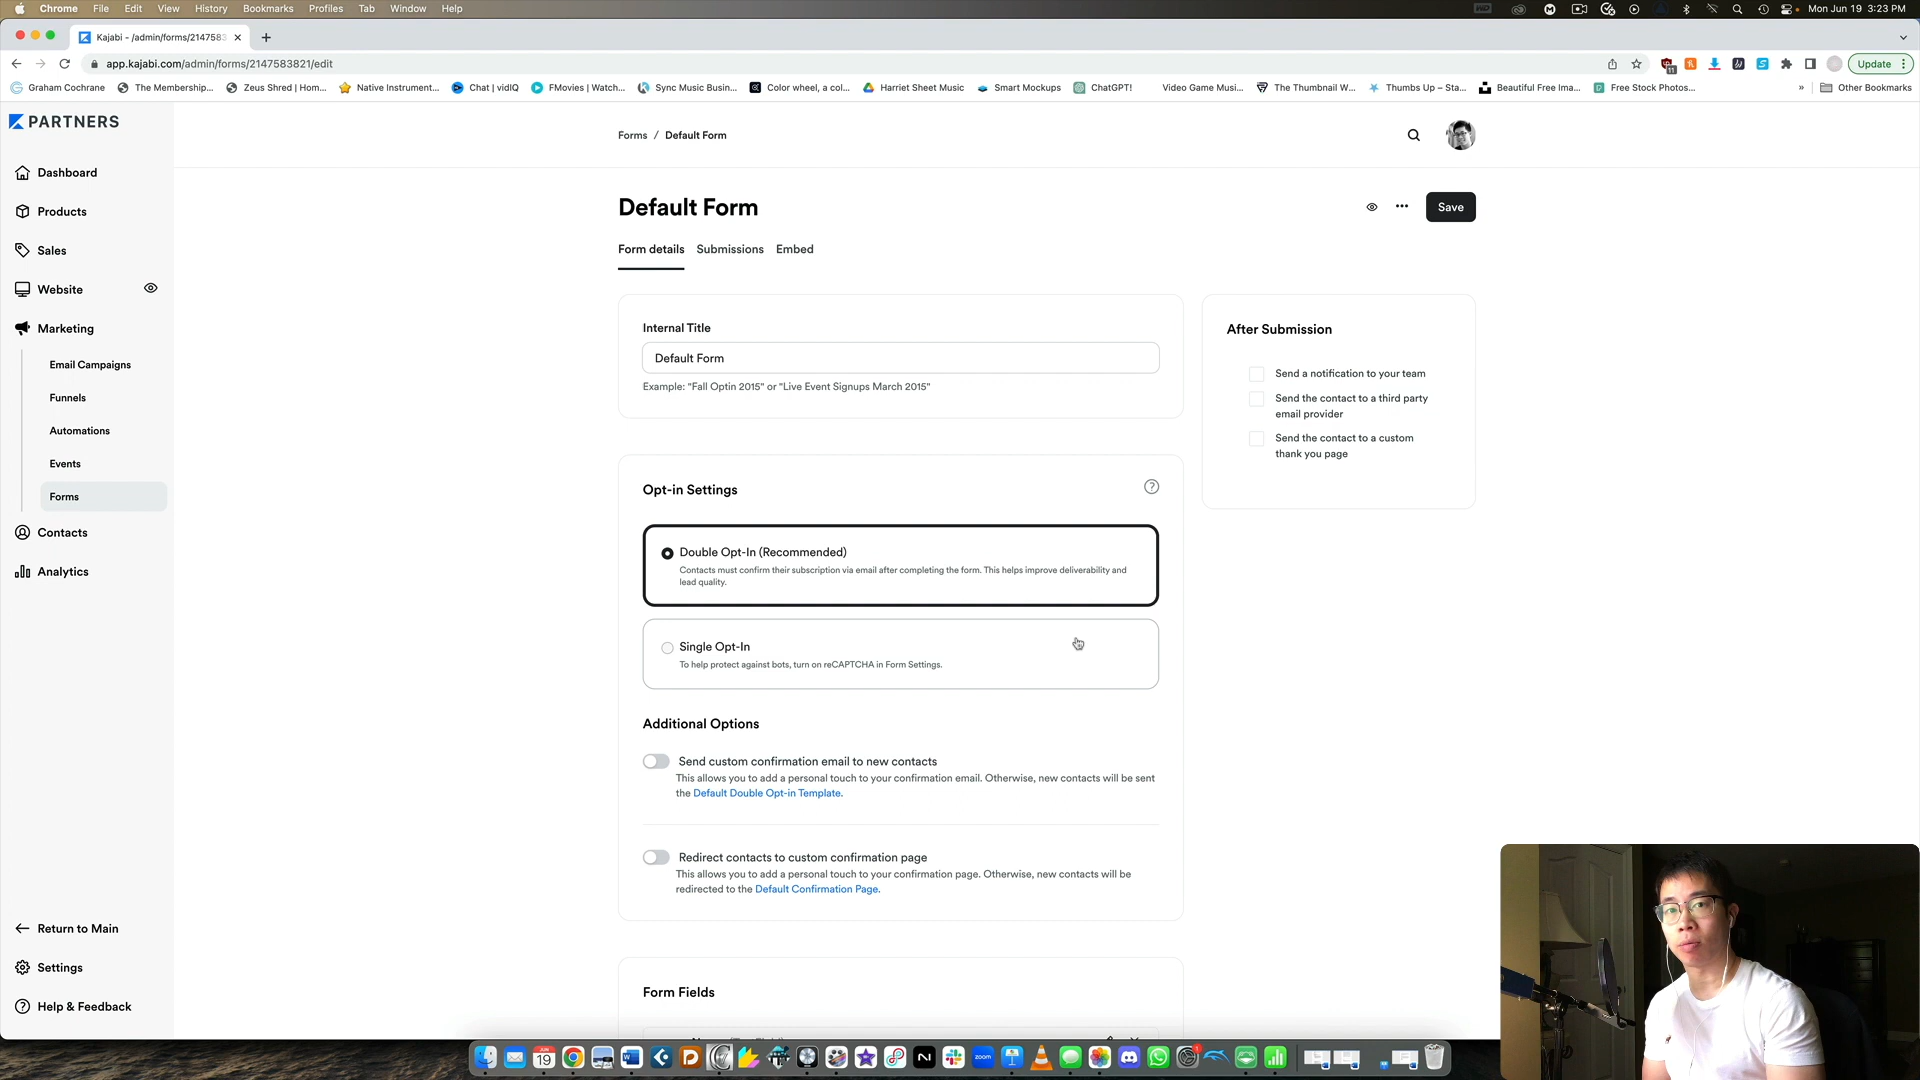 Chrome File Edit View History Bookmarks Profiles Tab Window Help
Mon Jun 19 3:23 PM
Kajabi - /admin/forms/2147583
app.kajabi.com/admin/forms/2147583821/edit
Update
Graham Cochrane The Membership... Zeus Shred | Hom... Native Instrument... Chat | vidIQ FMovies | Watch... Sync Music Busin... Color wheel, a col... Harriet Sheet Music Smart Mockups ChatGPT! Video Game Musi... The Thumbnail W... Thumbs Up – Sta... Beautiful Free Ima... Free Stock Photos... » Other Bookmarks
PARTNERS
Dashboard
Products
Sales
Website
Marketing
Email Campaigns
Funnels
Automations
Events
Forms
Contacts
Analytics
Return to Main
Settings
Help & Feedback
Forms / Default Form
Default Form
Save
Form details Submissions Embed
Internal Title
Default Form
Example: "Fall Optin 2015" or "Live Event Signups March 2015"
Opt-in Settings
Double Opt-In (Recommended)
Contacts must confirm their subscription via email after completing the form. This helps improve deliverability and
lead quality.
Single Opt-In
To help protect against bots, turn on reCAPTCHA in Form Settings.
Additional Options
Send custom confirmation email to new contacts
This allows you to add a personal touch to your confirmation email. Otherwise, new contacts will be sent
the Default Double Opt-in Template.
Redirect contacts to custom confirmation page
This allows you to add a personal touch to your confirmation page. Otherwise, new contacts will be
redirected to the Default Confirmation Page.
Form Fields
After Submission
Send a notification to your team
Send the contact to a third party
email provider
Send the contact to a custom
thank you page
JUN
19
zoom